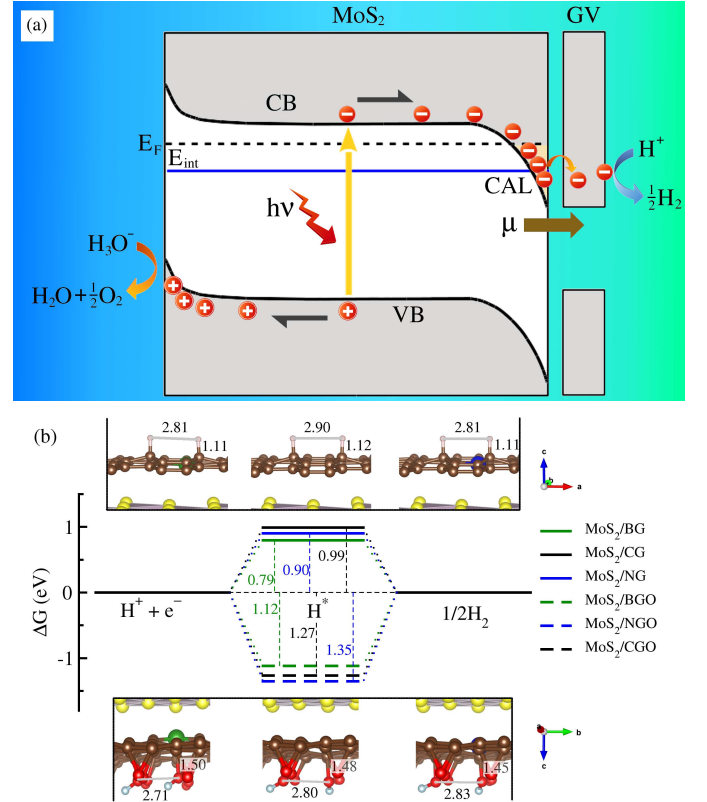 (a)
MoS₂
GV
CB
E_F
E_int
CAL
H⁺
½H₂
hν
μ
H₃O⁻
H₂O+½O₂
VB
(b)
2.81
1.11
2.90
1.12
2.81
1.11
c
b
a
ΔG (eV)
1
0
-1
0.79
0.90
0.99
H⁺ + e⁻
H*
1/2H₂
1.12
1.27
1.35
MoS₂/BG
MoS₂/CG
MoS₂/NG
MoS₂/BGO
MoS₂/NGO
MoS₂/CGO
1.50
2.71
1.48
2.80
1.45
2.83
a
b
c